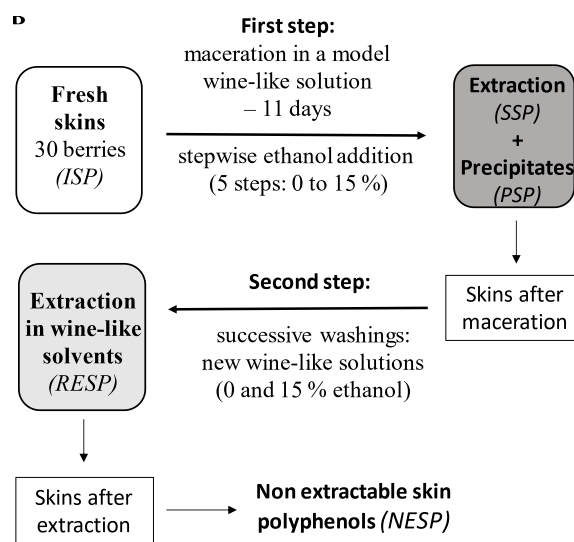 First step:
maceration in a model
wine-like solution
– 11 days
Fresh
skins
30 berries
(ISP)
stepwise ethanol addition
(5 steps: 0 to 15 %)
Extraction
(SSP)
+
Precipitates
(PSP)
Skins after
maceration
Second step:
successive washings:
new wine-like solutions
(0 and 15 % ethanol)
Extraction
in wine-like
solvents
(RESP)
Skins after
extraction
Non extractable skin
polyphenols (NESP)